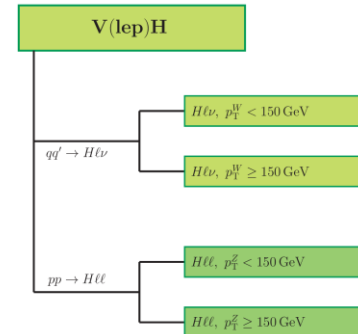 V(lep)H
Hℓν, p_T^W < 150 GeV
qq′ → Hℓν
Hℓν, p_T^W ≥ 150 GeV
Hℓℓ, p_T^Z < 150 GeV
pp → Hℓℓ
Hℓℓ, p_T^Z ≥ 150 GeV